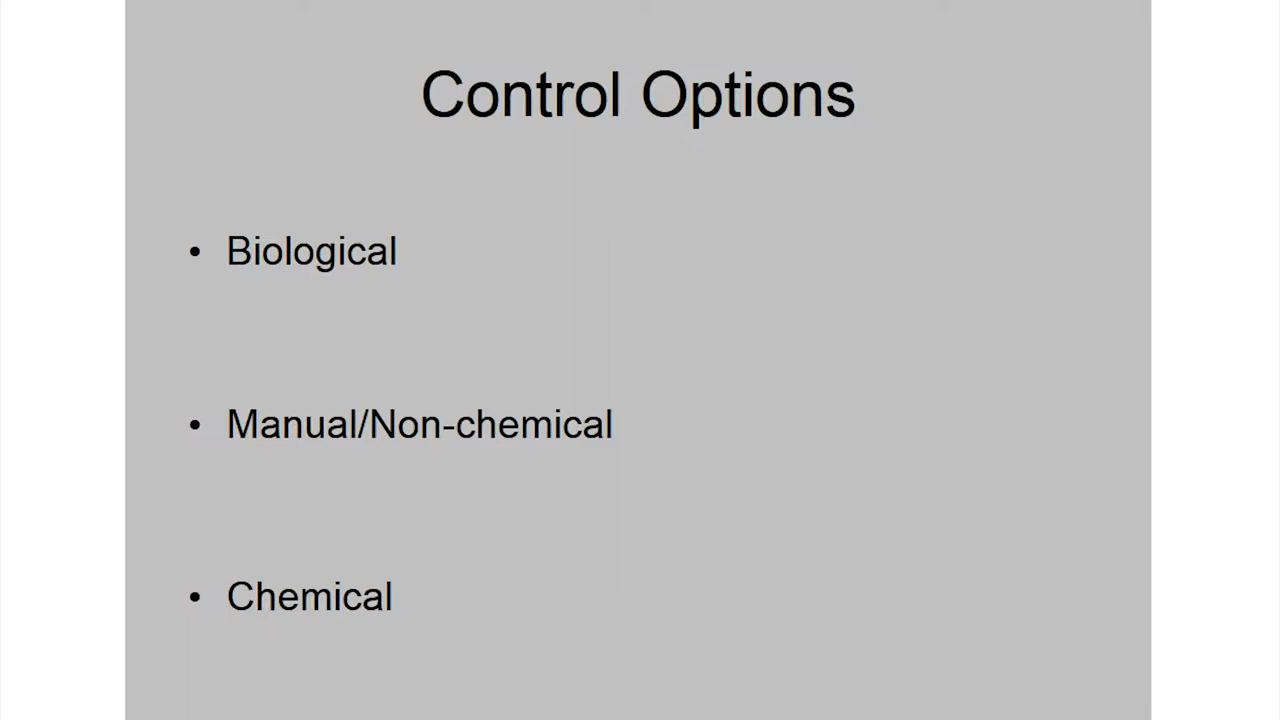 Control Options
• Biological
• Manual/Non-chemical
• Chemical